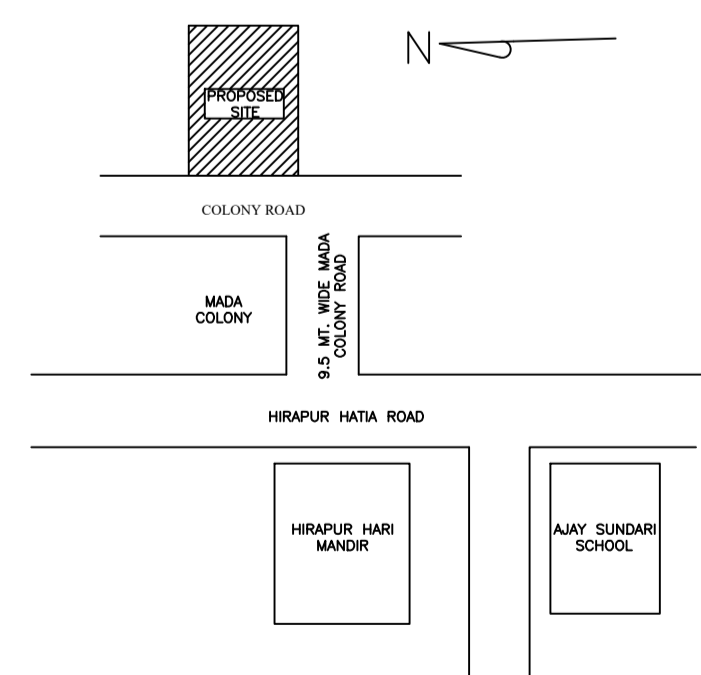 N
PROPOSED
SITE
COLONY ROAD
9.5 MT. WIDE MADA
COLONY ROAD
MADA
COLONY
HIRAPUR HATIA ROAD
HIRAPUR HARI
MANDIR
AJAY SUNDARI
SCHOOL